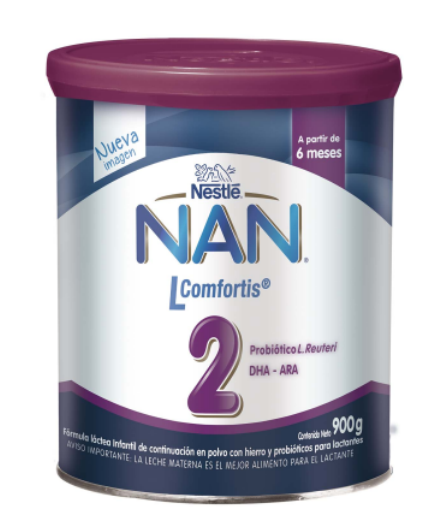 Nueva
imagen
A partir de
6 meses
Nestlé
NAN®
LComfortis®
2
Probiótico L. Reuteri
DHA - ARA
Contenido Neto 900g
Fórmula láctea infantil de continuación en polvo con hierro y probióticos para lactantes
AVISO IMPORTANTE: LA LECHE MATERNA ES EL MEJOR ALIMENTO PARA EL LACTANTE